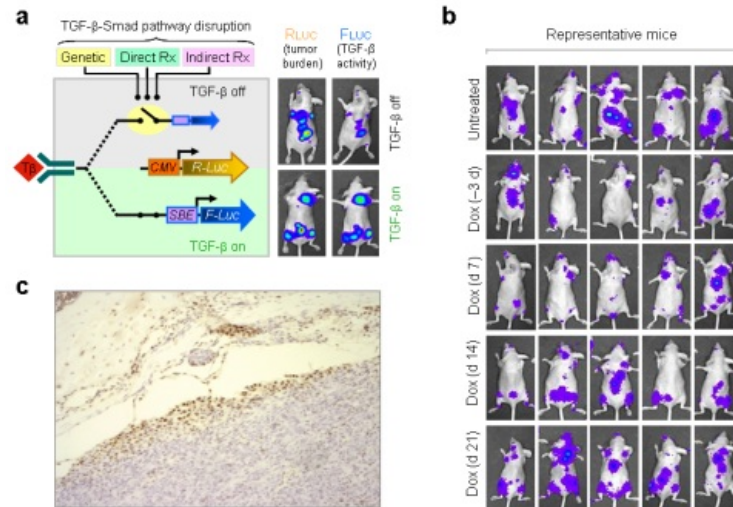 a
TGF-β-Smad pathway disruption
Genetic
Direct Rx
Indirect Rx
TGF-β off
Tβ
CMV
R-Luc
SBE
F-Luc
TGF-β on
RLUC
(tumor
burden)
FLUC
(TGF-β
activity)
TGF-β off
TGF-β on
b
Representative mice
Untreated
Dox (–3 d)
Dox (d 7)
Dox (d 14)
Dox (d 21)
c